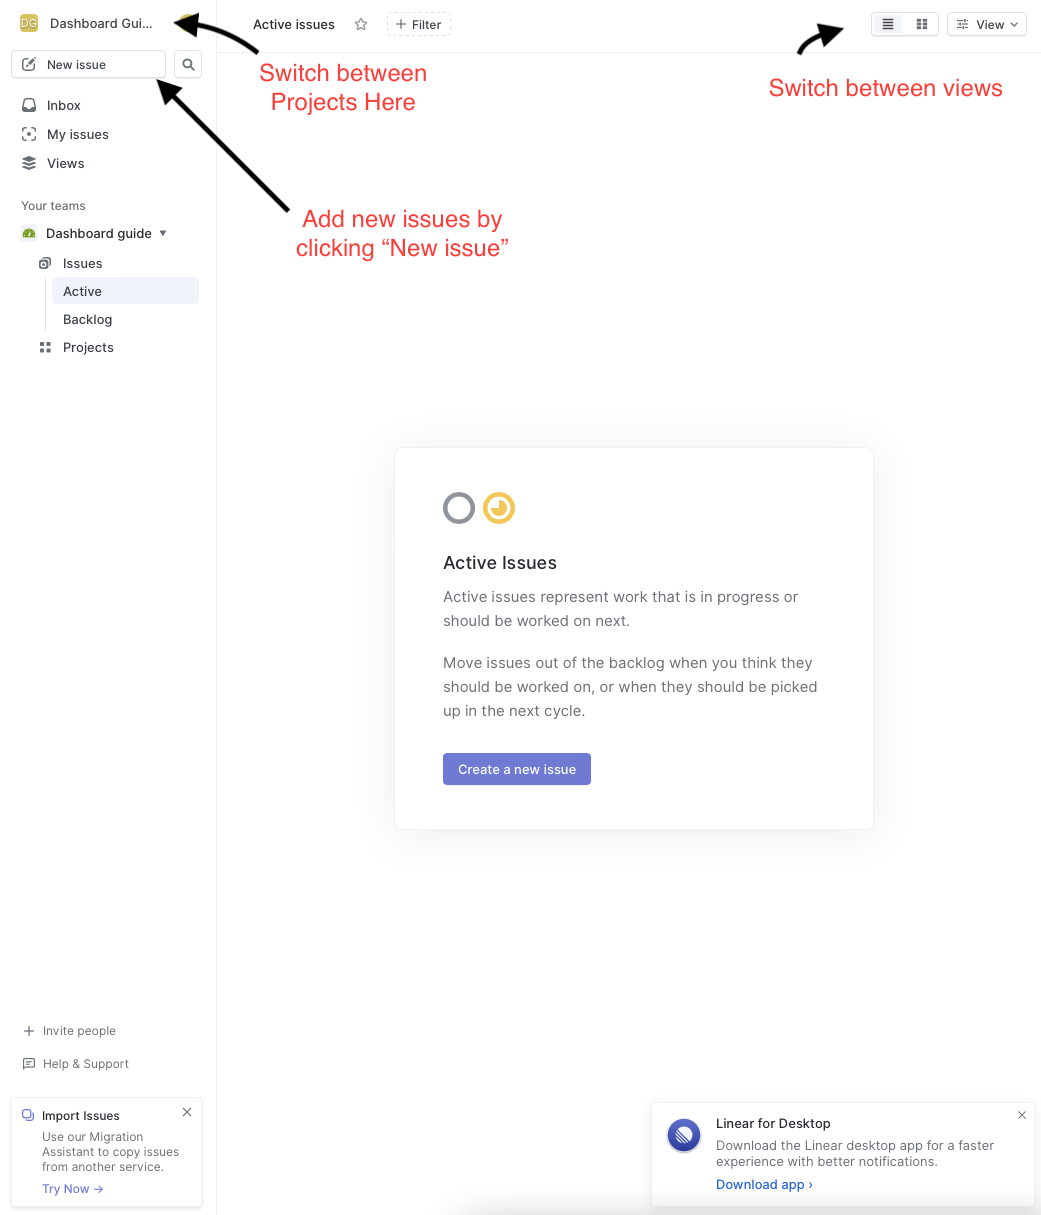 DG Dashboard Gui...
New issue
Inbox
My issues
Views
Your teams
Dashboard guide
Issues
Active
Backlog
Projects
Invite people
Help & Support
Import Issues
Use our Migration
Assistant to copy issues
from another service.
Try Now →
Active issues
+ Filter
View
Switch between
Projects Here
Switch between views
Add new issues by
clicking “New issue”
Active Issues
Active issues represent work that is in progress or
should be worked on next.
Move issues out of the backlog when you think they
should be worked on, or when they should be picked
up in the next cycle.
Create a new issue
Linear for Desktop
Download the Linear desktop app for a faster
experience with better notifications.
Download app ›